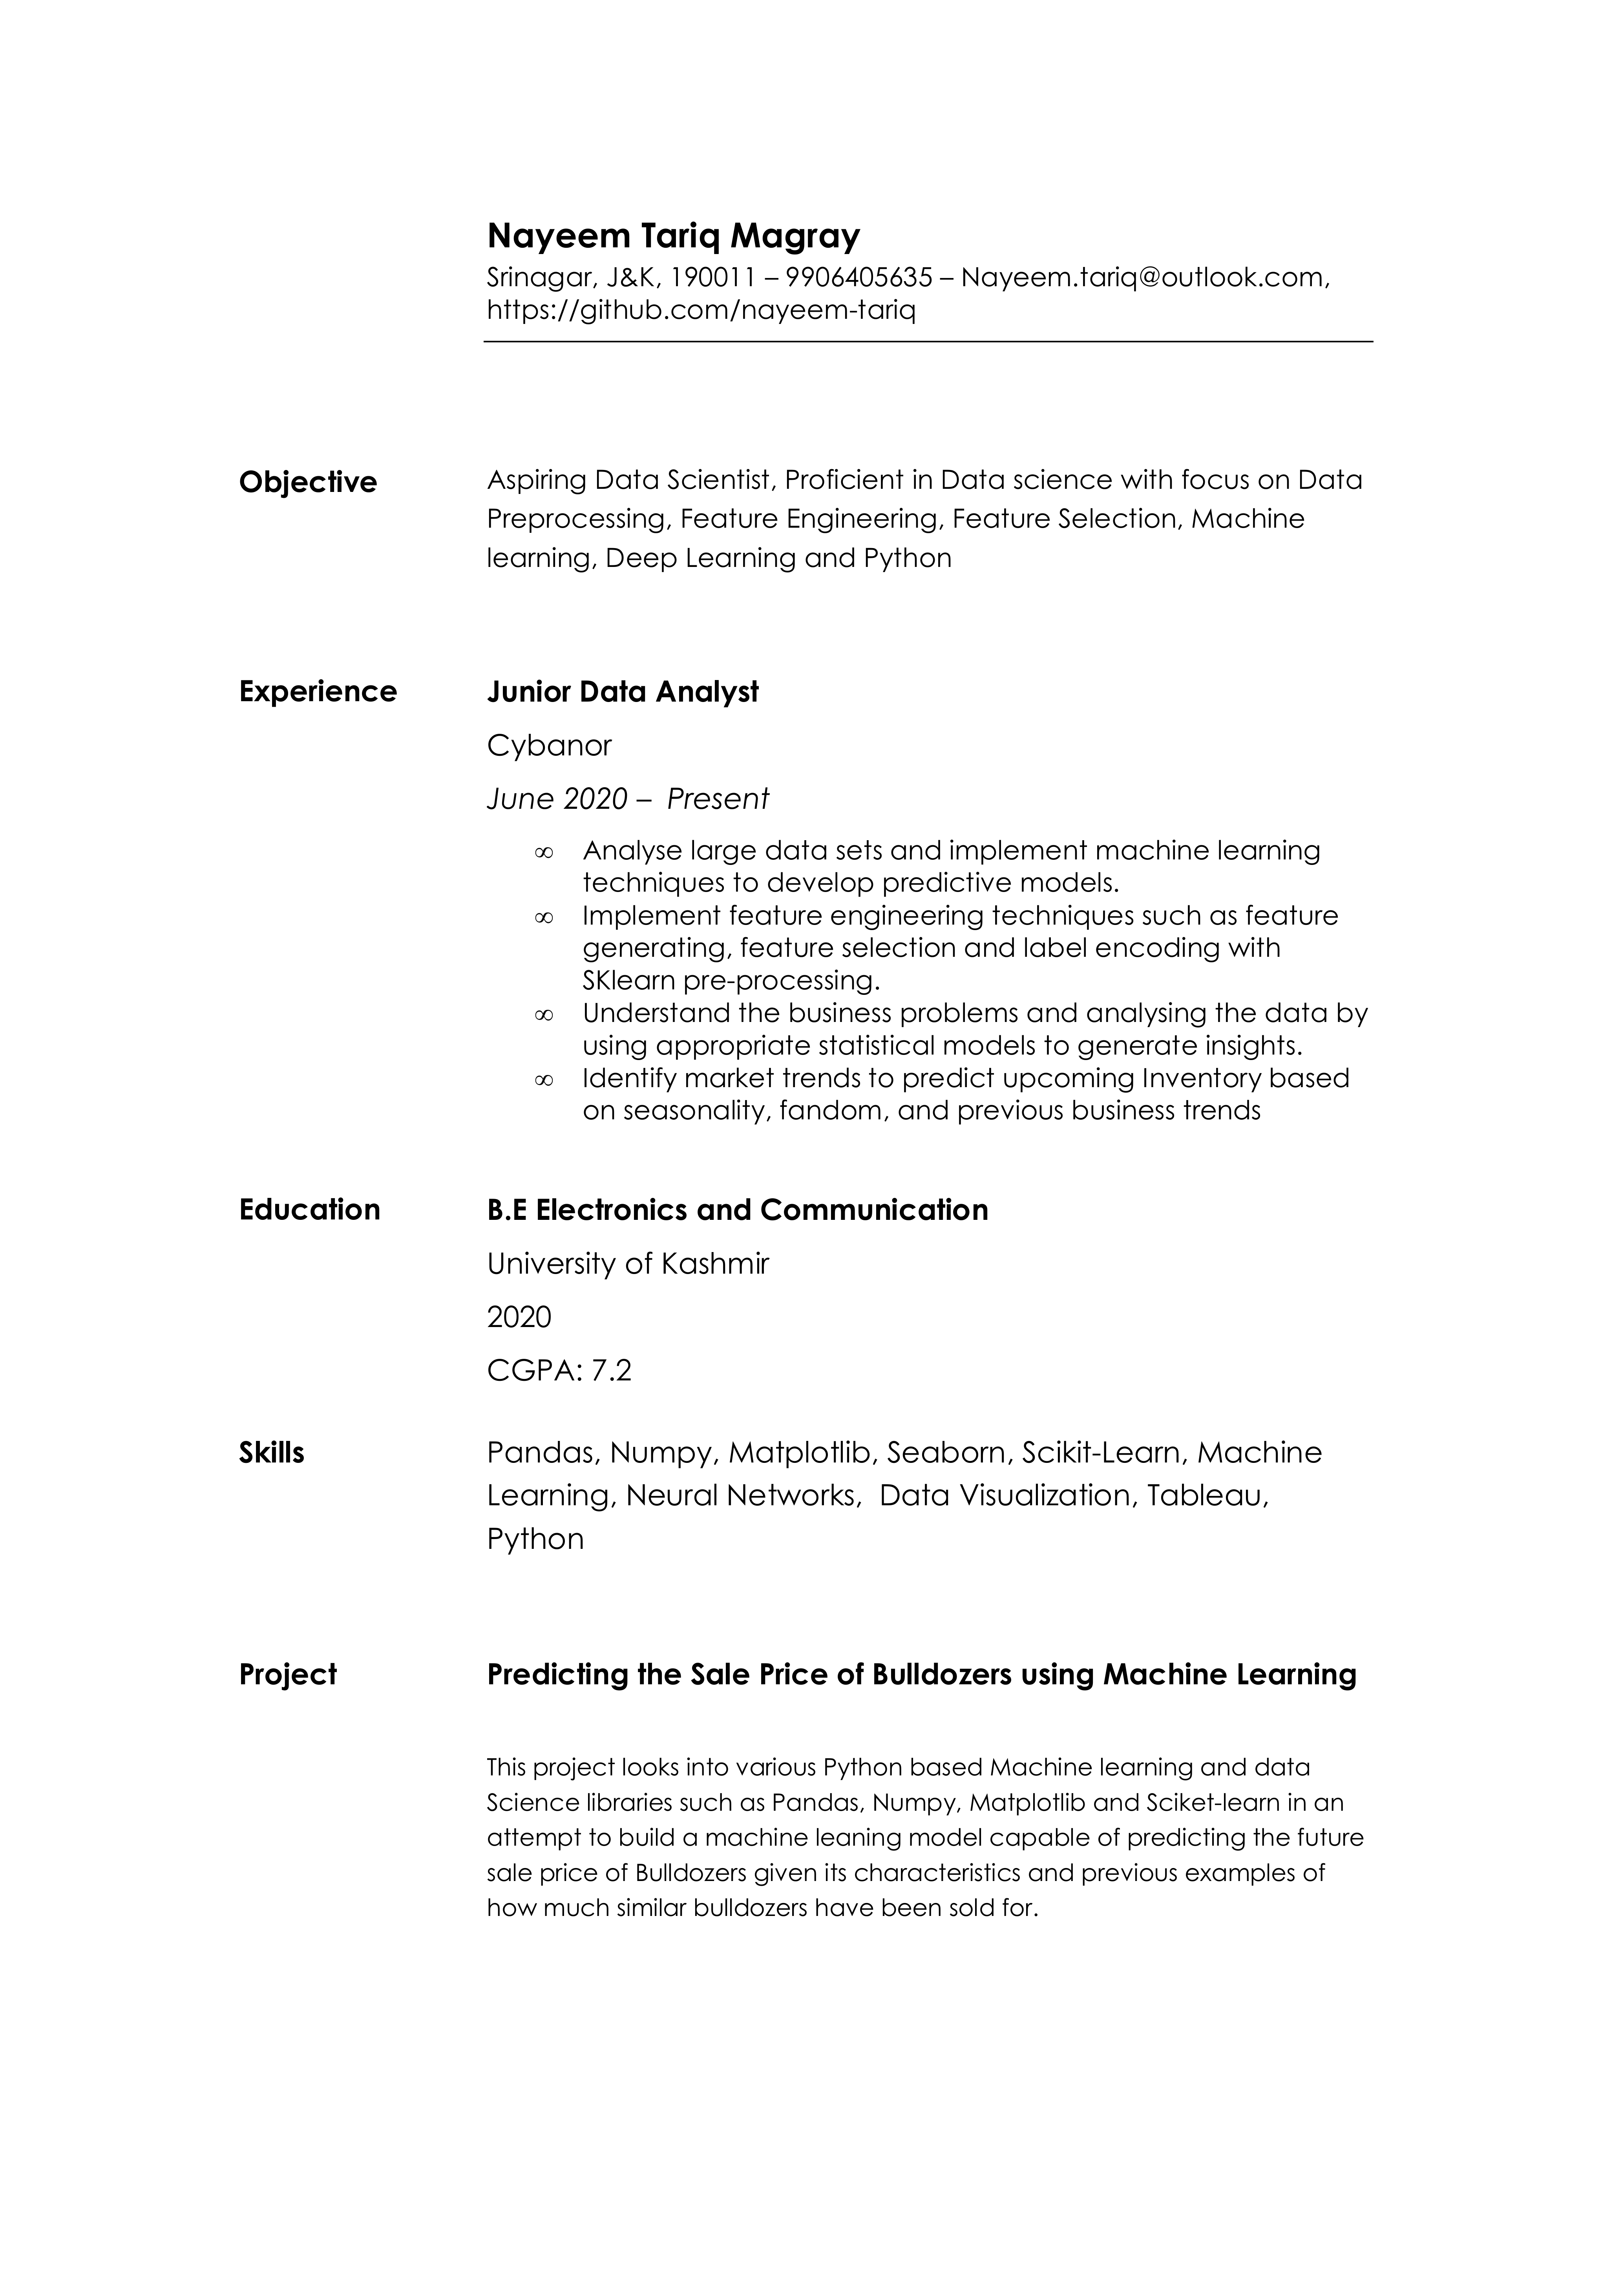 Nayeem Tariq Magray
Srinagar, J&K, 190011 – 9906405635 – Nayeem.tariq@outlook.com,
https://github.com/nayeem-tariq
Objective
Aspiring Data Scientist, Proficient in Data science with focus on Data
Preprocessing, Feature Engineering, Feature Selection, Machine
learning, Deep Learning and Python
Experience
Junior Data Analyst
Cybanor
June 2020 –  Present
∞ Analyse large data sets and implement machine learning
techniques to develop predictive models.
∞ Implement feature engineering techniques such as feature
generating, feature selection and label encoding with
SKlearn pre-processing.
∞ Understand the business problems and analysing the data by
using appropriate statistical models to generate insights.
∞ Identify market trends to predict upcoming Inventory based
on seasonality, fandom, and previous business trends
Education
B.E Electronics and Communication
University of Kashmir
2020
CGPA: 7.2
Skills
Pandas, Numpy, Matplotlib, Seaborn, Scikit-Learn, Machine
Learning, Neural Networks,  Data Visualization, Tableau,
Python
Project
Predicting the Sale Price of Bulldozers using Machine Learning
This project looks into various Python based Machine learning and data
Science libraries such as Pandas, Numpy, Matplotlib and Sciket-learn in an
attempt to build a machine leaning model capable of predicting the future
sale price of Bulldozers given its characteristics and previous examples of
how much similar bulldozers have been sold for.